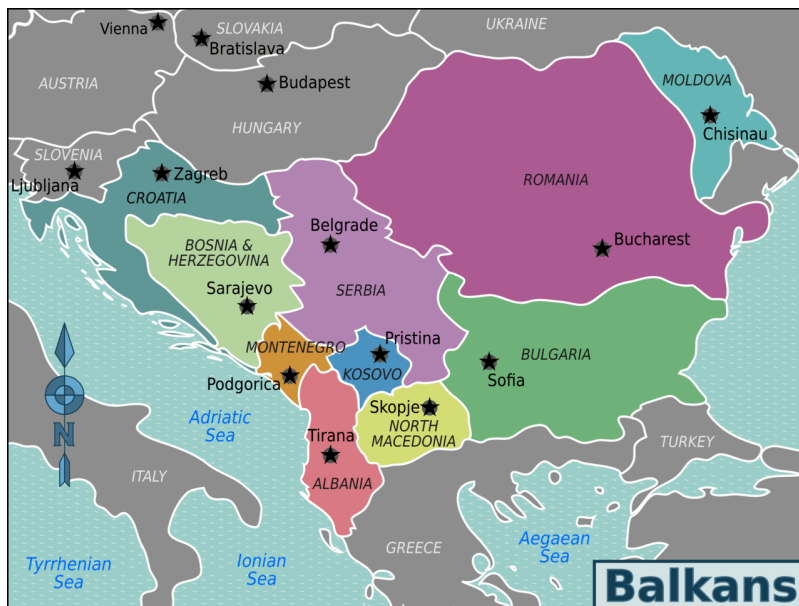 Vienna
SLOVAKIA
UKRAINE
Bratislava
AUSTRIA
Budapest
MOLDOVA
HUNGARY
Chisinau
SLOVENIA
Ljubljana
Zagreb
CROATIA
ROMANIA
Belgrade
BOSNIA &
HERZEGOVINA
Bucharest
Sarajevo
SERBIA
MONTENEGRO
Pristina
KOSOVO
BULGARIA
Sofia
Podgorica
Skopje
Adriatic
Sea
NORTH
MACEDONIA
Tirana
TURKEY
N
ITALY
ALBANIA
GREECE
Aegaean
Sea
Tyrrhenian
Sea
Ionian
Sea
Balkans